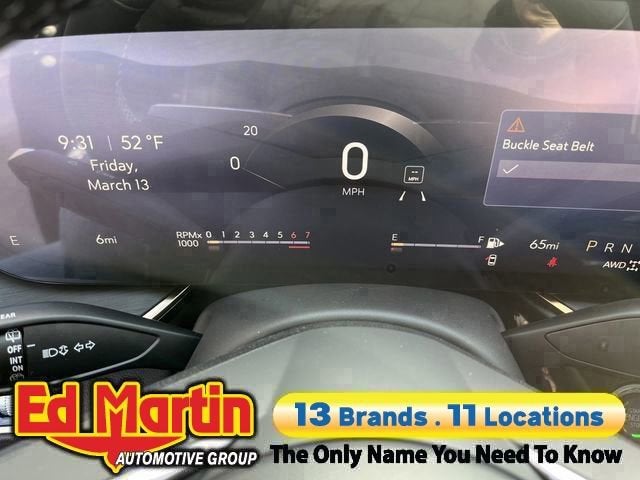 20
9:31 52 °F
Friday,
March 13
0
0
MPH
--
MPH
Buckle Seat Belt
E 6mi
RPMx
1000
0 1 2 3 4 5 6 7
E F
65mi
P R N
AWD
REAR
OFF
INT
ON
Ed Martin
AUTOMOTIVE GROUP
13 Brands . 11 Locations
The Only Name You Need To Know